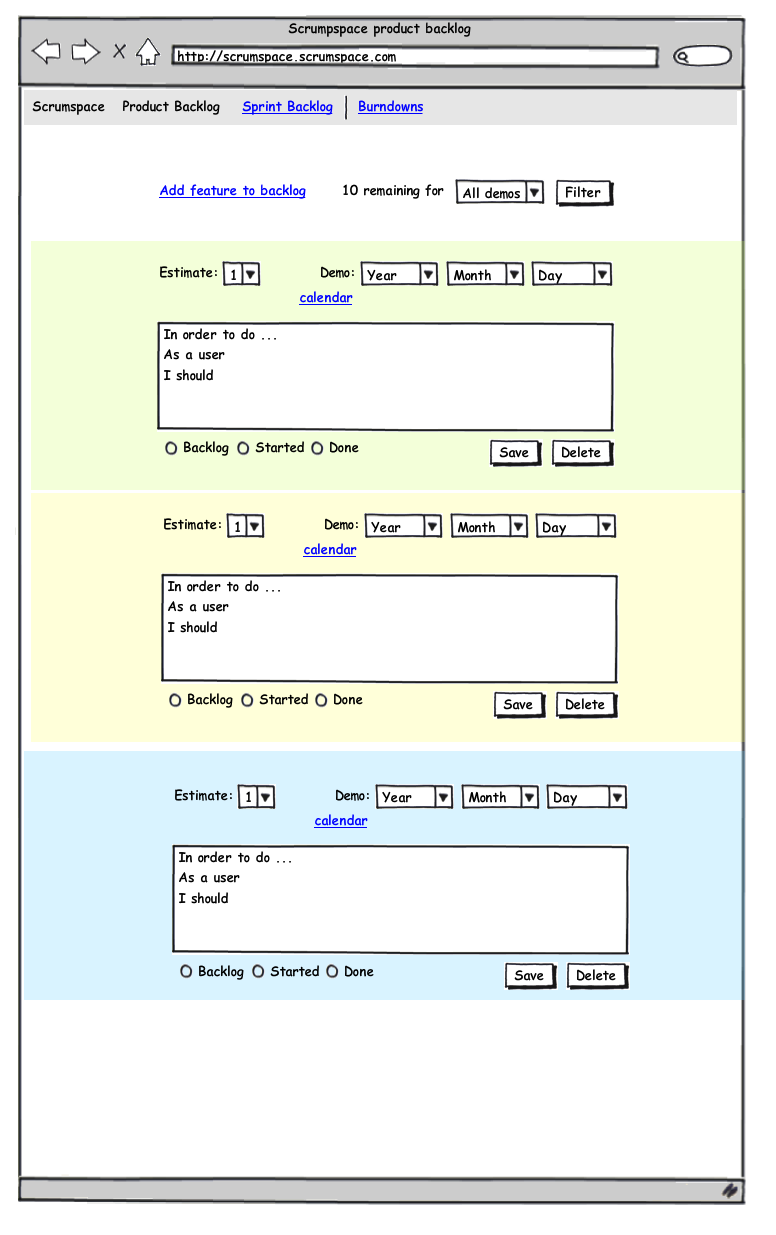 Scrumpspace product backlog
http://scrumspace.scrumspace.com
Scrumspace Product Backlog Sprint Backlog Burndowns
Add feature to backlog 10 remaining for All demos Filter
Estimate: 1 Demo: Year Month Day
calendar
In order to do ...
As a user
I should
Backlog Started Done Save Delete
Estimate: 1 Demo: Year Month Day
calendar
In order to do ...
As a user
I should
Backlog Started Done Save Delete
Estimate: 1 Demo: Year Month Day
calendar
In order to do ...
As a user
I should
Backlog Started Done Save Delete